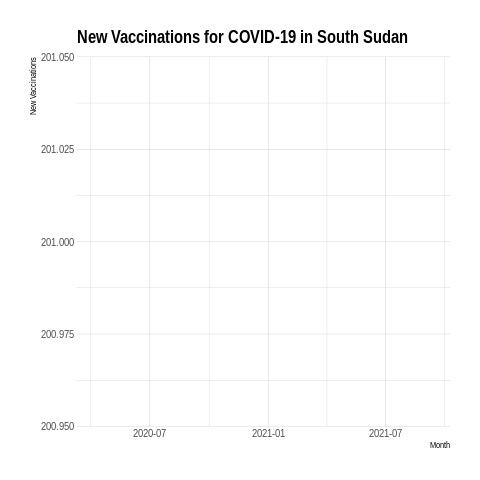 New Vaccinations for COVID-19 in South Sudan
New Vaccinations
201.050
201.025
201.000
200.975
200.950
2020-07 2021-01 2021-07
Month